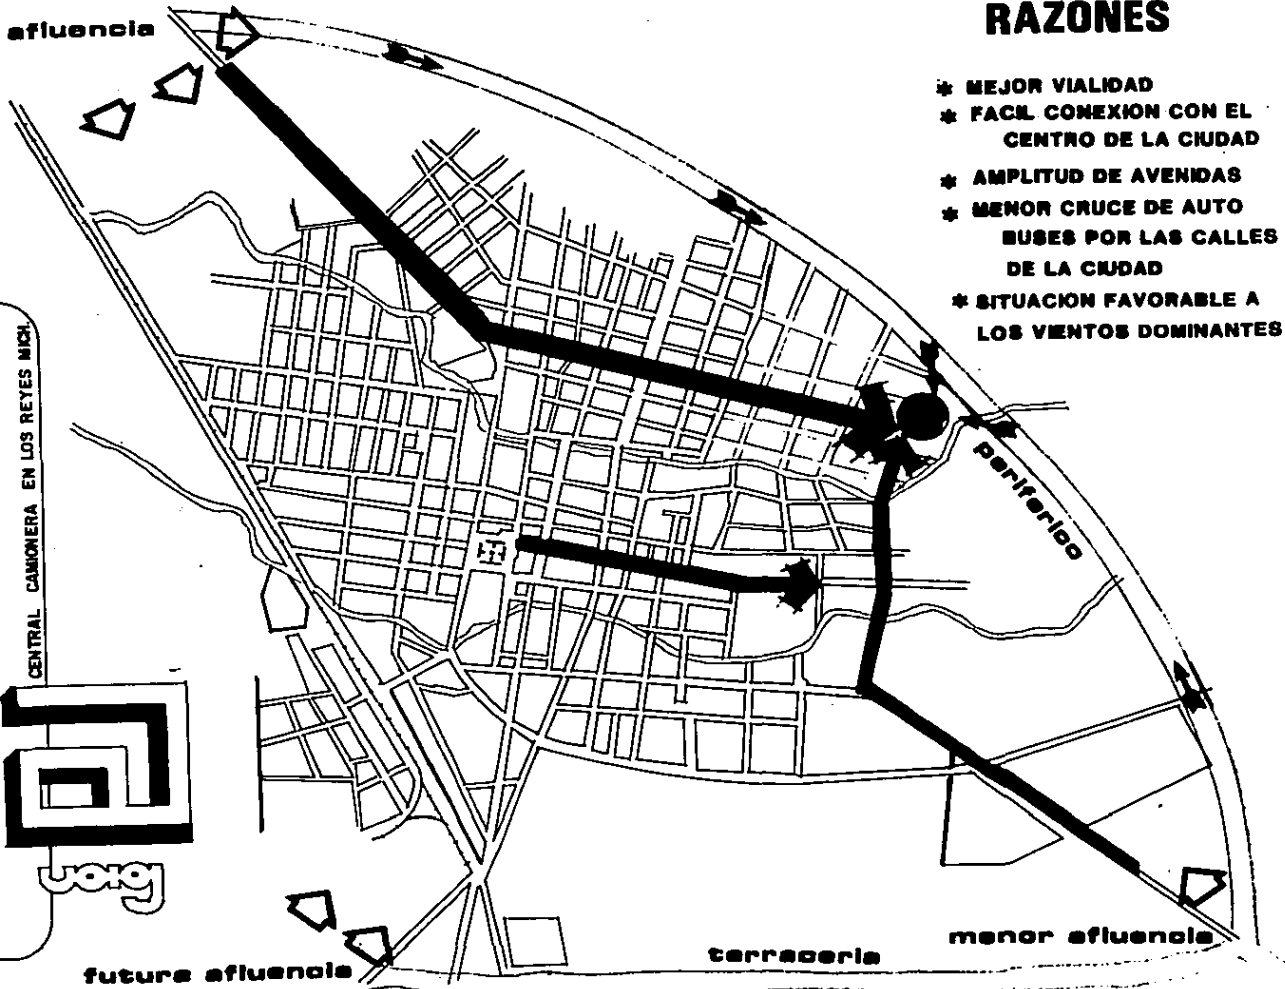 RAZONES
afluencia
* MEJOR VIALIDAD
* FACIL CONEXION CON EL
CENTRO DE LA CIUDAD
* AMPLITUD DE AVENIDAS
* MENOR CRUCE DE AUTO
BUSES POR LAS CALLES
DE LA CIUDAD
* SITUACION FAVORABLE A
LOS VIENTOS DOMINANTES
CENTRAL CAMIONERA EN LOS REYES MICH.
periferico
menor afluencia
terraceria
futura afluencia